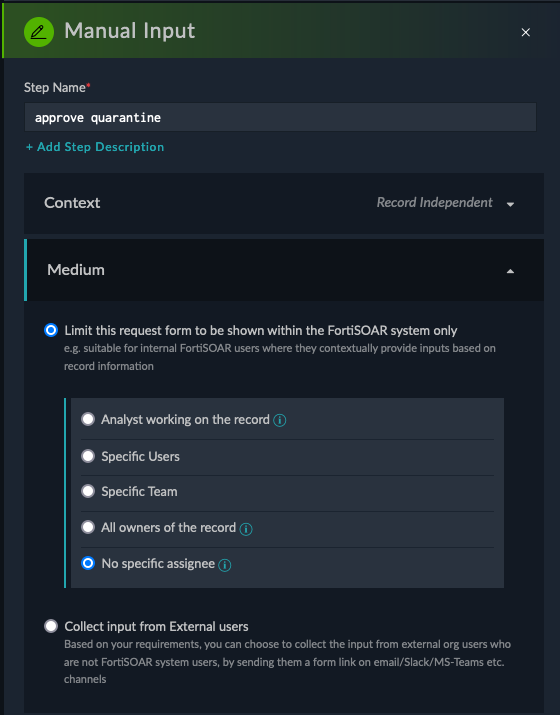 Manual Input
Step Name*
approve quarantine
+ Add Step Description
Context
Record Independent
Medium
Limit this request form to be shown within the FortiSOAR system only
e.g. suitable for internal FortiSOAR users where they contextually provide inputs based on
record information
Analyst working on the record
Specific Users
Specific Team
All owners of the record
No specific assignee
Collect input from External users
Based on your requirements, you can choose to collect the input from external org users who
are not FortiSOAR system users, by sending them a form link on email/Slack/MS-Teams etc.
channels